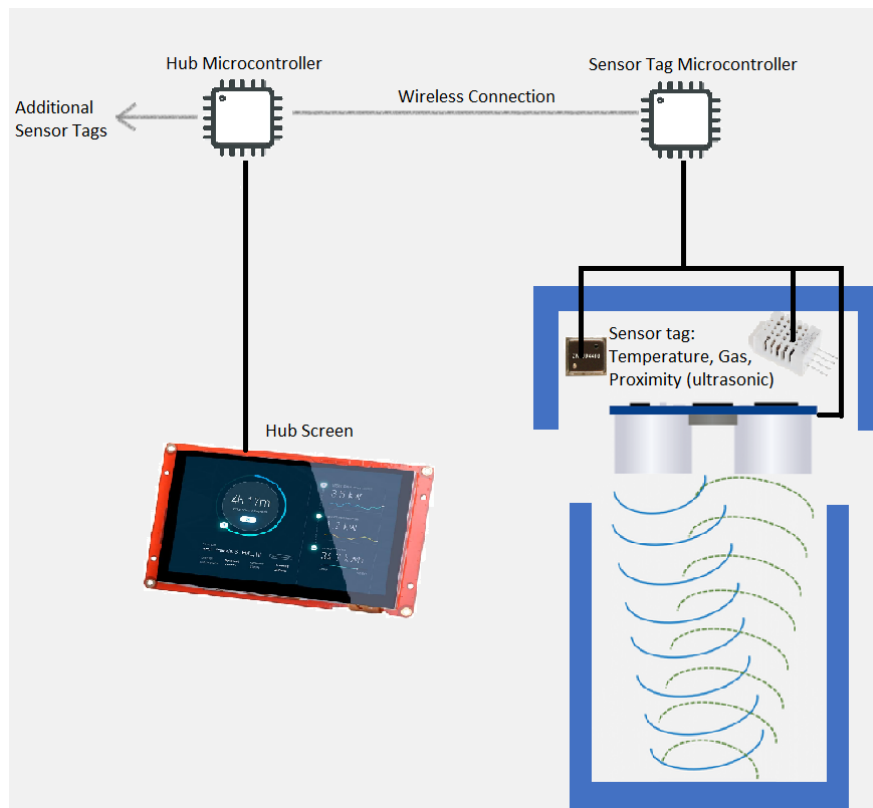 Hub Microcontroller
Sensor Tag Microcontroller
Wireless Connection
Additional
Sensor Tags
Sensor tag:
Temperature, Gas,
Proximity (ultrasonic)
Hub Screen